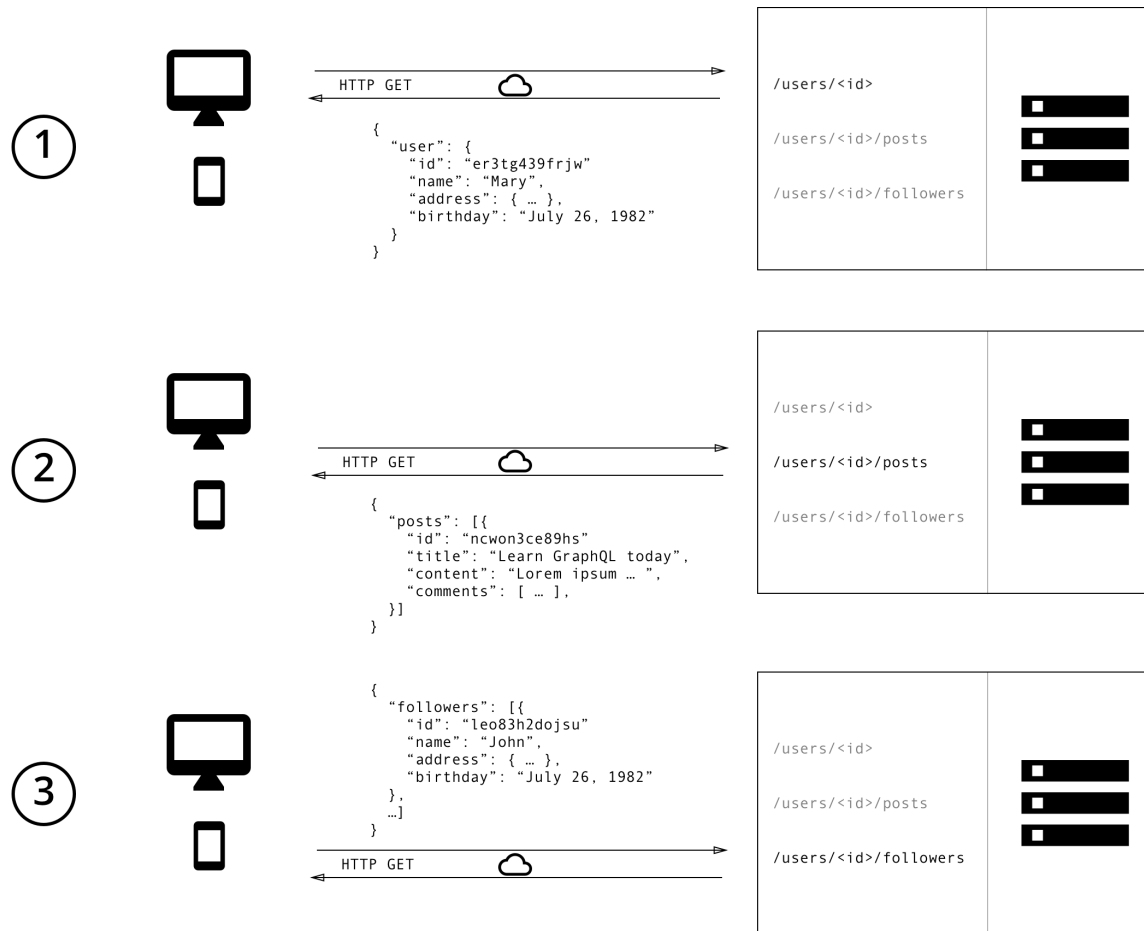 1
HTTP GET
{
  “user”: {
    “id”: “er3tg439frjw”
    “name”: “Mary”,
    “address”: { … },
    “birthday”: “July 26, 1982”
  }
}
/users/<id>
/users/<id>/posts
/users/<id>/followers
2
HTTP GET
{
  “posts”: [{
    “id”: “ncwon3ce89hs”
    “title”: “Learn GraphQL today”,
    “content”: “Lorem ipsum … ”,
    “comments”: [ … ],
  }]
}
/users/<id>
/users/<id>/posts
/users/<id>/followers
3
{
  “followers”: [{
    “id”: “leo83h2dojsu”
    “name”: “John”,
    “address”: { … },
    “birthday”: “July 26, 1982”
  },
  …]
}
HTTP GET
/users/<id>
/users/<id>/posts
/users/<id>/followers